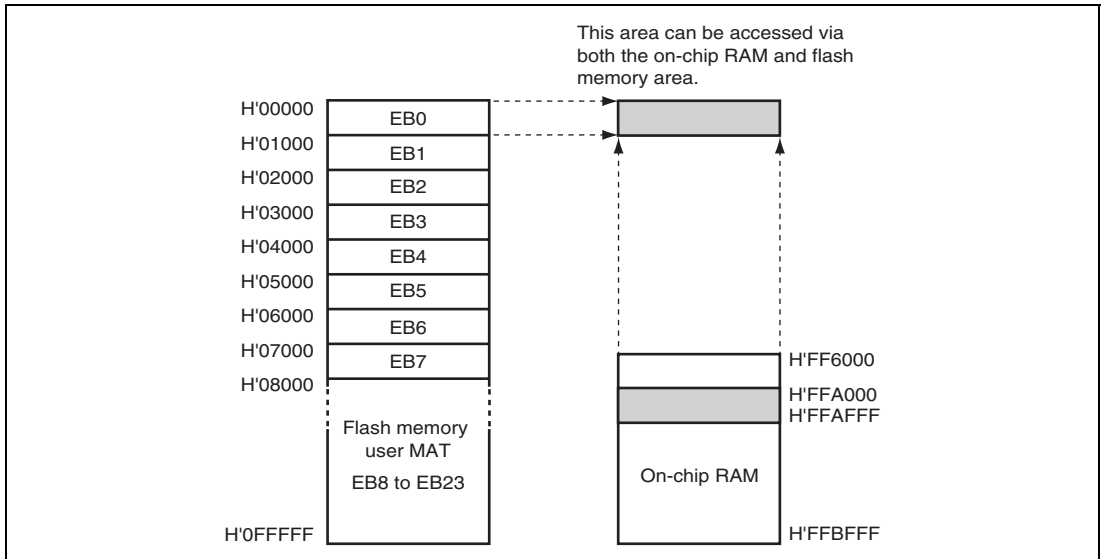 This area can be accessed via
both the on-chip RAM and flash
memory area.
H'00000
EB0
H'01000
EB1
H'02000
EB2
H'03000
EB3
H'04000
EB4
H'05000
EB5
H'06000
EB6
H'07000
EB7
H'08000
Flash memory
user MAT
EB8 to EB23
H'0FFFFF
H'FF6000
H'FFA000
H'FFAFFF
On-chip RAM
H'FFBFFF